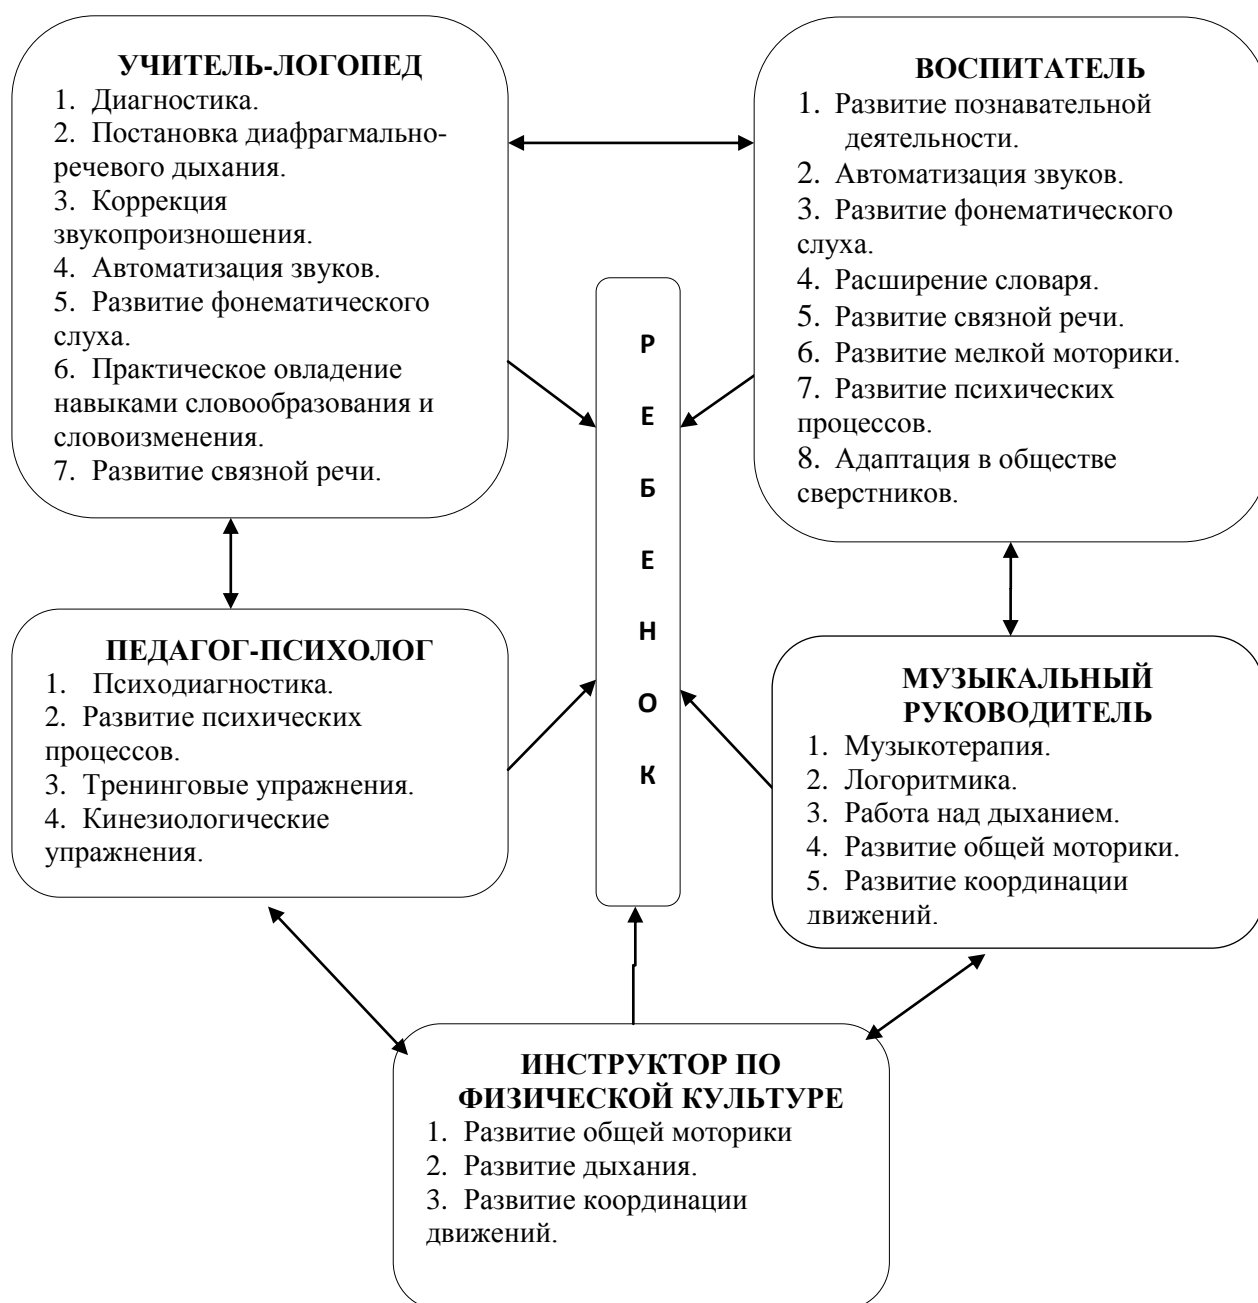 УЧИТЕЛЬ-ЛОГОПЕД
1. Диагностика.
2. Постановка диафрагмально-
речевого дыхания.
3. Коррекция
звукопроизношения.
4. Автоматизация звуков.
5. Развитие фонематического
слуха.
6. Практическое овладение
навыками словообразования и
словоизменения.
7. Развитие связной речи.
ВОСПИТАТЕЛЬ
1. Развитие познавательной
деятельности.
2. Автоматизация звуков.
3. Развитие фонематического
слуха.
4. Расширение словаря.
5. Развитие связной речи.
6. Развитие мелкой моторики.
7. Развитие психических
процессов.
8. Адаптация в обществе
сверстников.
Р
Е
Б
Е
Н
О
К
ПЕДАГОГ-ПСИХОЛОГ
1. Психодиагностика.
2. Развитие психических
процессов.
3. Тренинговые упражнения.
4. Кинезиологические
упражнения.
МУЗЫКАЛЬНЫЙ
РУКОВОДИТЕЛЬ
1. Музыкотерапия.
2. Логоритмика.
3. Работа над дыханием.
4. Развитие общей моторики.
5. Развитие координации
движений.
ИНСТРУКТОР ПО
ФИЗИЧЕСКОЙ КУЛЬТУРЕ
1. Развитие общей моторики
2. Развитие дыхания.
3. Развитие координации
движений.